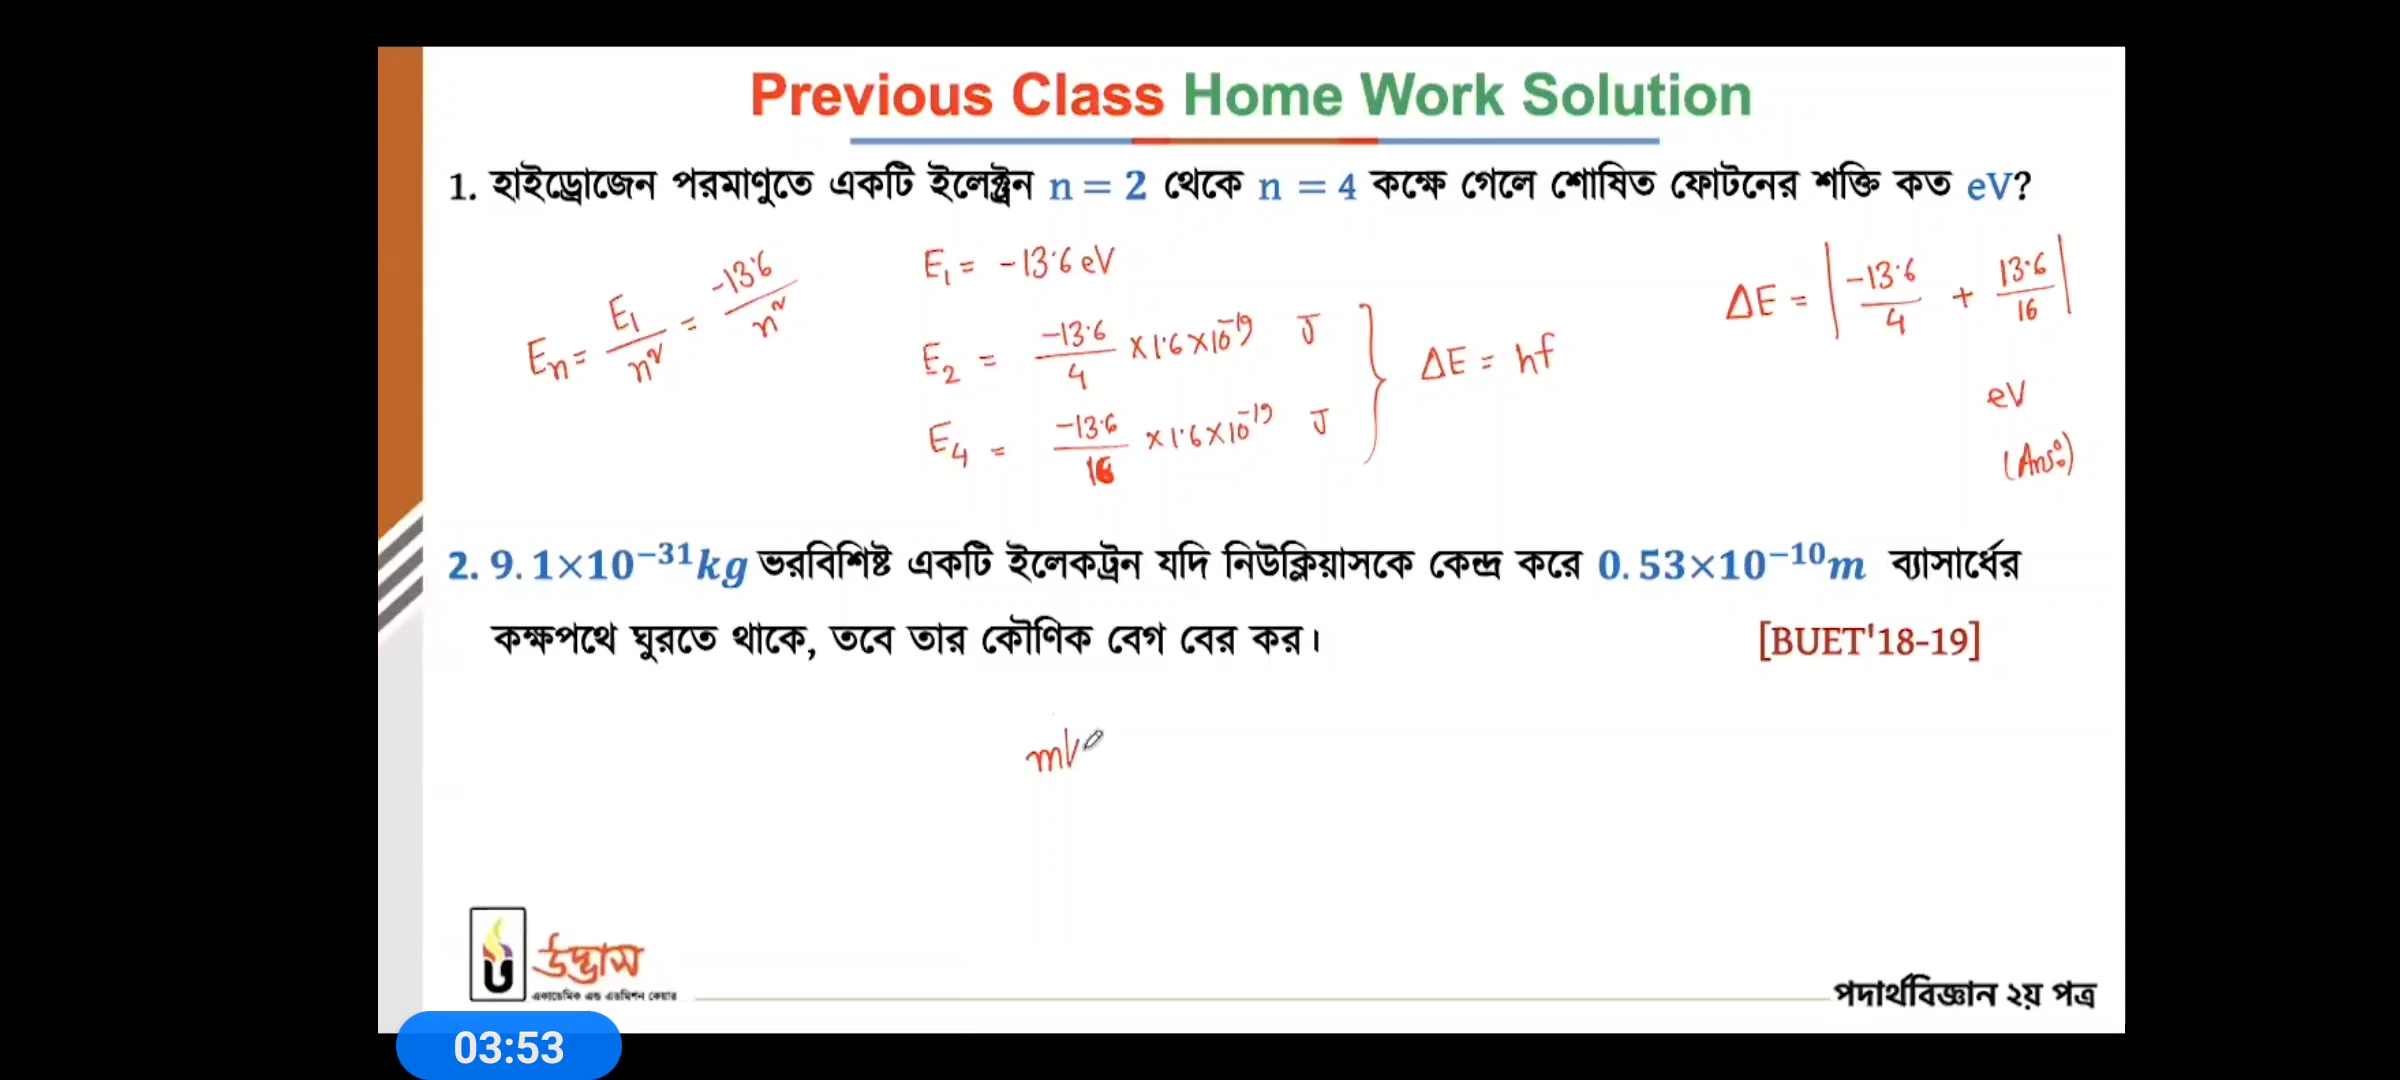 Previous Class Home Work Solution
1. হাইড্রোজেন পরমাণুতে একটি ইলেক্ট্রন n = 2 থেকে n = 4 কক্ষে গেলে শোষিত ফোটনের শক্তি কত eV?
Eₙ = E₁/n² = -13.6/n²
E₁ = -13.6 eV
E₂ = -13.6/4 × 1.6 × 10⁻¹⁹ J
E₄ = -13.6/16 × 1.6 × 10⁻¹⁹ J
ΔE = hf
ΔE = | -13.6/4 + 13.6/16 |
eV
(Ans:)
2. 9.1×10⁻³¹kg ভরবিশিষ্ট একটি ইলেকট্রন যদি নিউক্লিয়াসকে কেন্দ্র করে 0.53×10⁻¹⁰m ব্যাসার্ধের
কক্ষপথে ঘুরতে থাকে, তবে তার কৌণিক বেগ বের কর। [BUET'18-19]
mv
উদ্ভাস
একাডেমিক এন্ড এডমিশন কেয়ার
পদার্থবিজ্ঞান ২য় পত্র
03:53